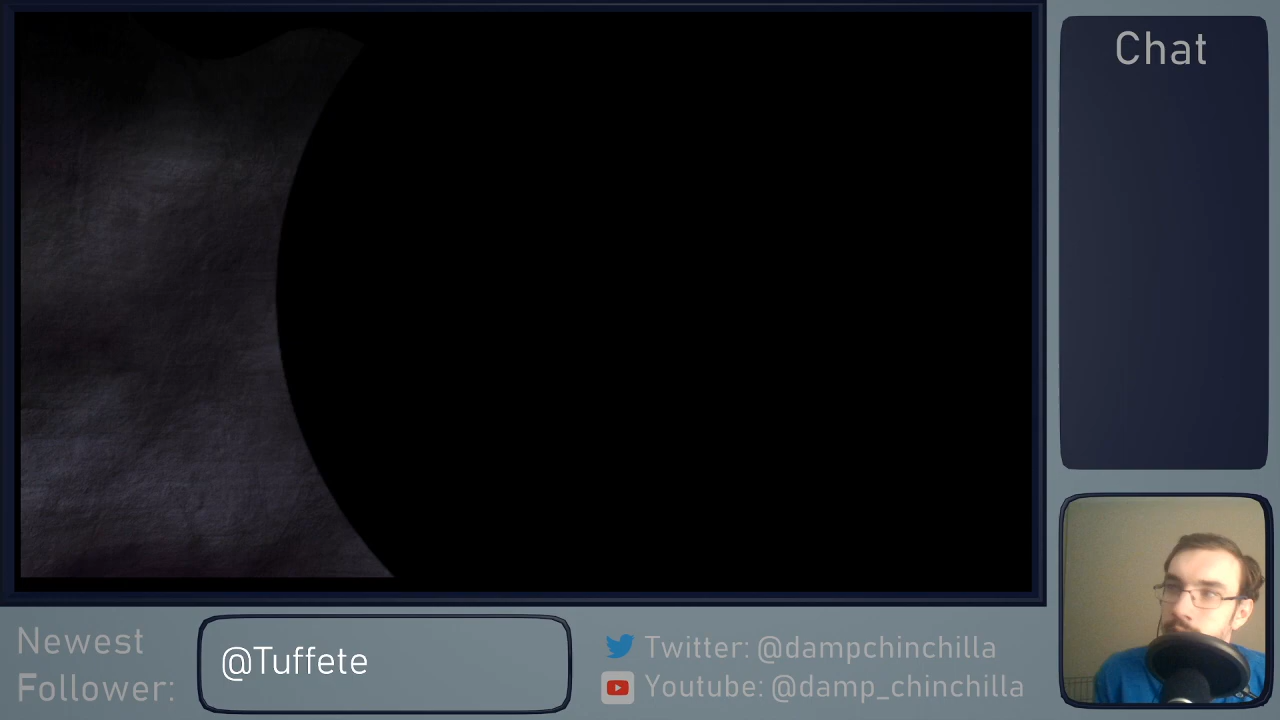 Chat
Newest
Follower:
@Tuffete
Twitter: @dampchinchilla
Youtube: @damp_chinchilla